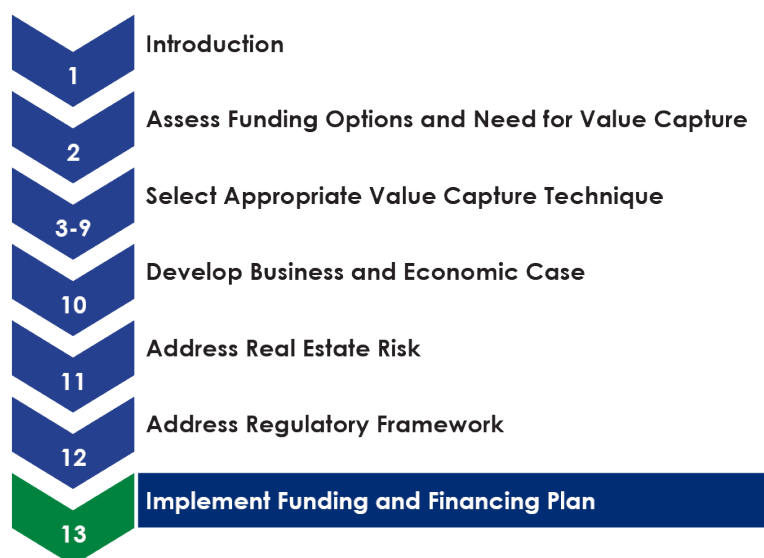 Introduction
1
Assess Funding Options and Need for Value Capture
2
Select Appropriate Value Capture Technique
3-9
Develop Business and Economic Case
10
Address Real Estate Risk
11
Address Regulatory Framework
12
Implement Funding and Financing Plan
13